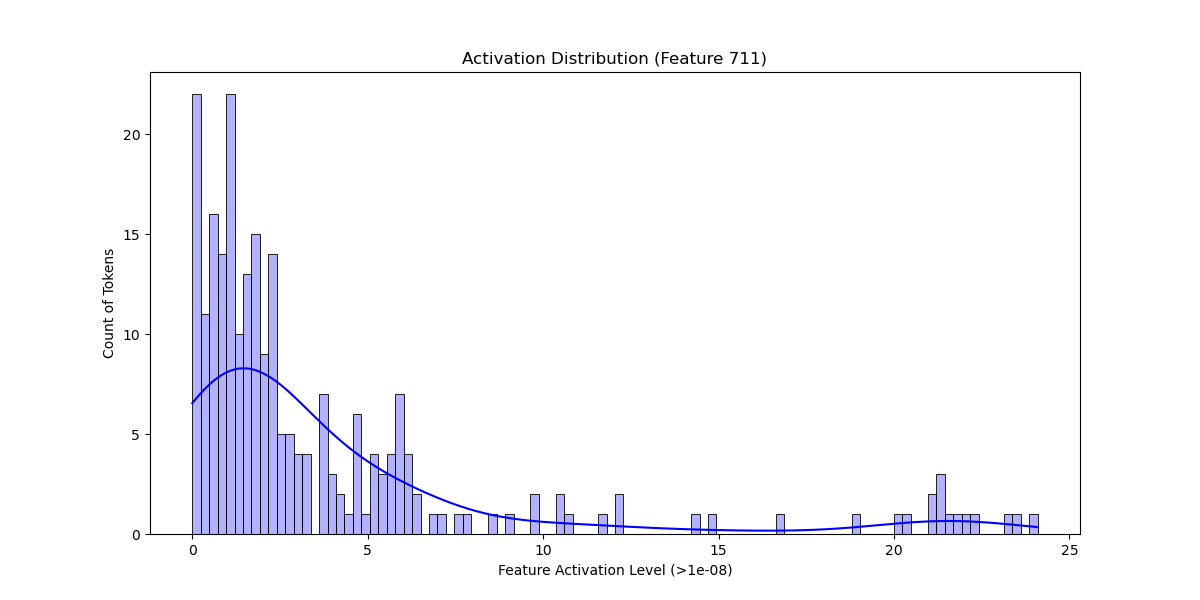 Activation Distribution (Feature 711)
20
15
10
5
0
Count of Tokens
0 5 10 15 20 25
Feature Activation Level (>1e-08)